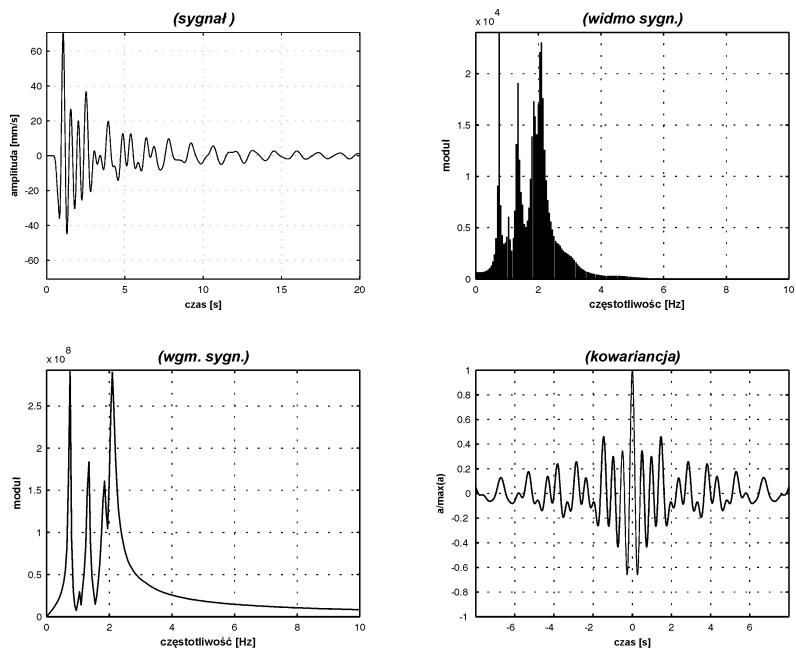 (sygnał )
60
40
20
0
-20
-40
-60
amplituda [mm/s]
0 5 10 15 20
czas [s]
(widmo sygn.)
x 10 4
2
1.5
1
0.5
0
moduł
0 2 4 6 8 10
częstotliwośc [Hz]
(wgm. sygn.)
x 10 8
2.5
2
1.5
1
0.5
0
moduł
0 2 4 6 8 10
częstotliwość [Hz]
(kowariancja)
1
0.8
0.6
0.4
0.2
0
-0.2
-0.4
-0.6
-0.8
-1
a/max(a)
-6 -4 -2 0 2 4 6
czas [s]